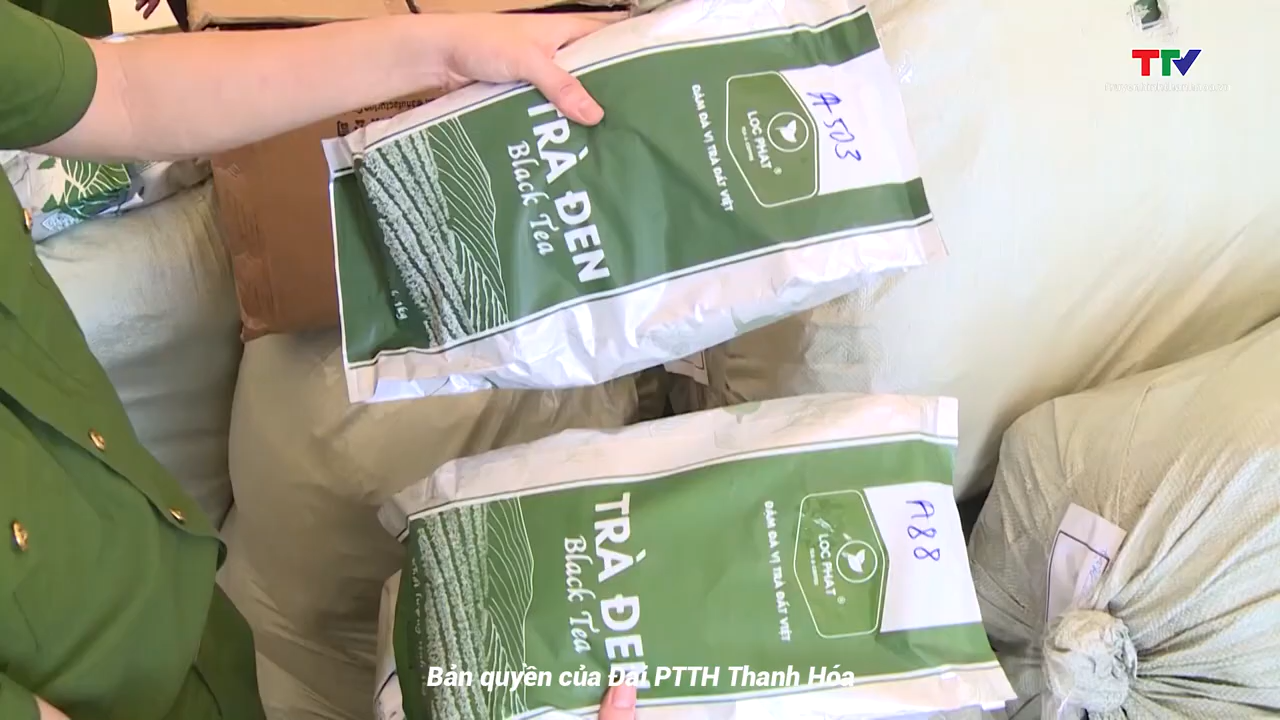 TTV
A503
LỘC PHÁT
ĐẬM ĐÀ VỊ TRÀ ĐẤT VIỆT
TRÀ ĐEN
Black Tea
1kg
A88
LỘC PHÁT
ĐẬM ĐÀ VỊ TRÀ ĐẤT VIỆT
TRÀ ĐEN
Black Tea
Bản quyền của Đài PTTH Thanh Hóa